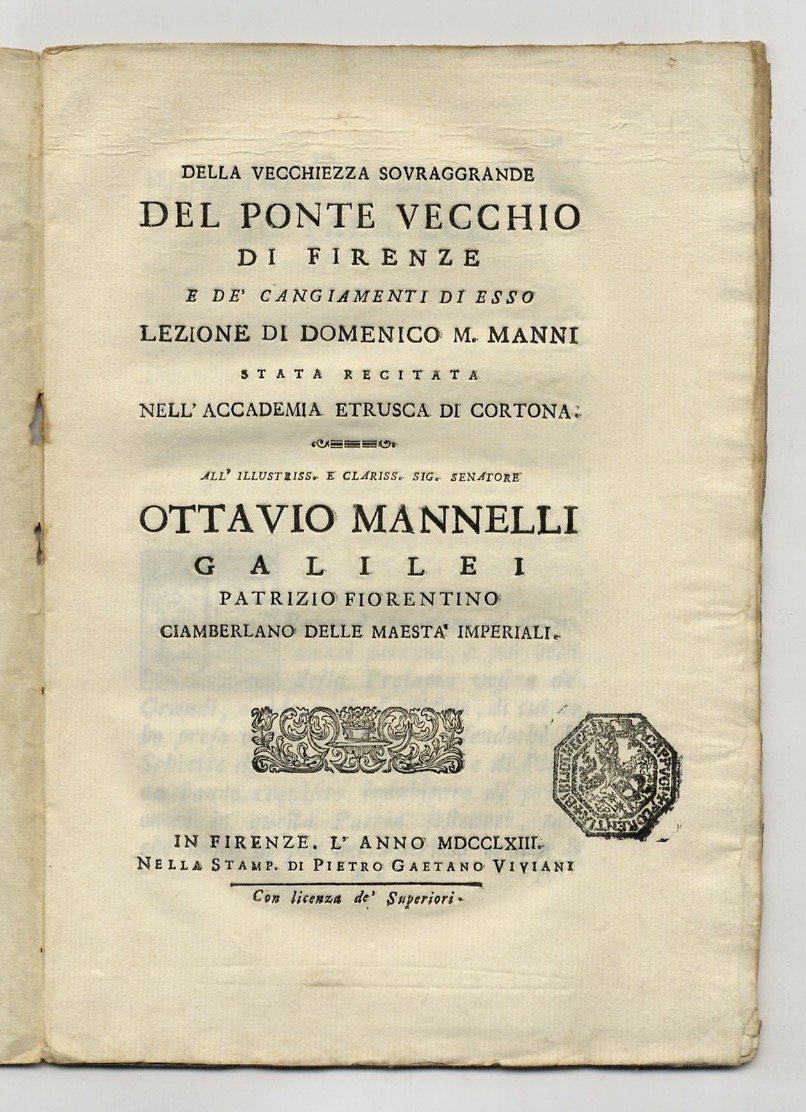 DELLA VECCHIEZZA SOVRAGGRANDE
DEL PONTE VECCHIO
DI FIRENZE
E DE' CANGIAMENTI DI ESSO
LEZIONE DI DOMENICO M. MANNI
STATA RECITATA
NELL' ACCADEMIA ETRUSCA DI CORTONA.
ALL' ILLUSTRISS. E CLARISS. SIG. SENATORE
OTTAVIO MANNELLI
GALILEI
PATRIZIO FIORENTINO
CIAMBERLANO DELLE MAESTA' IMPERIALI.
IN FIRENZE. L' ANNO MDCCLXIII.
NELLA STAMP. DI PIETRO GAETANO VIVIANI
Con licenza de' Superiori.